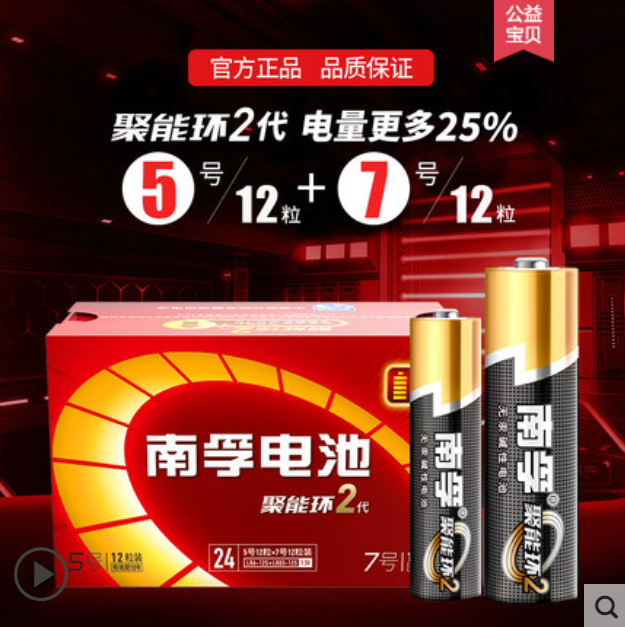 公益
宝贝
官方正品 品质保证
聚能环2代 电量更多25%
5号/12粒+7号/12粒
南孚电池
聚能环2代
5号 12粒装
24 5号12粒+7号12粒装
7号
南孚®
聚能环2
无汞碱性电池
南孚®
聚能环2
无汞碱性电池